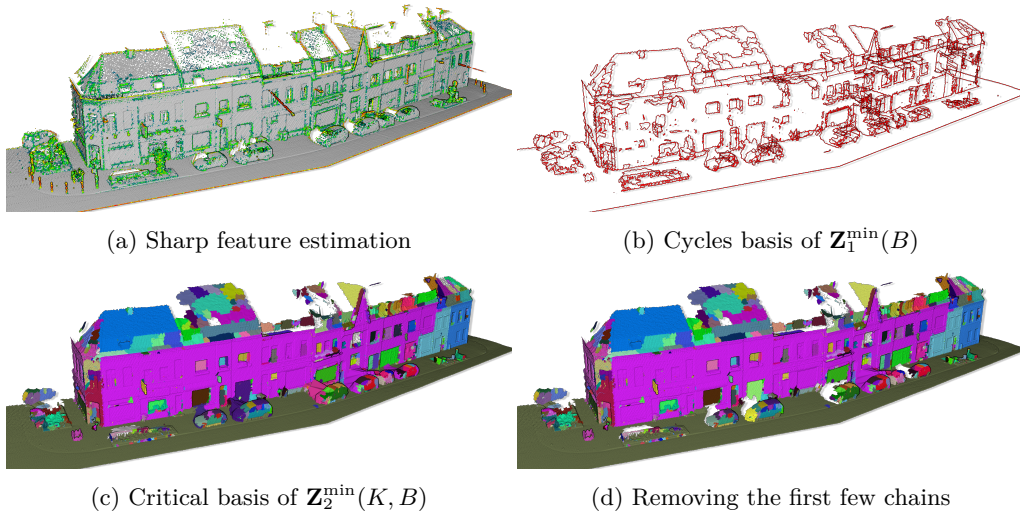 (a) Sharp feature estimation
(b) Cycles basis of Z₁^min(B)
(c) Critical basis of Z₂^min(K, B)
(d) Removing the first few chains